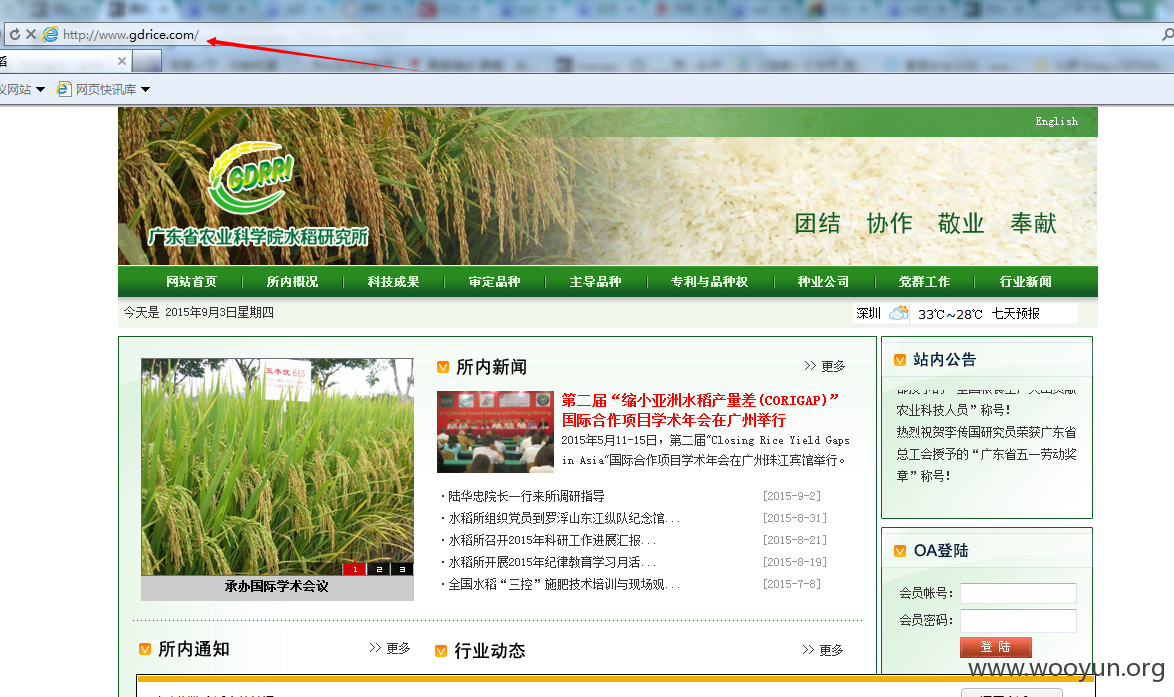 http://www.gdrice.com/
稻
议网站
网页快讯库
English
GDRRI
广东省农业科学院水稻研究所
团结 协作 敬业 奉献
网站首页 所内概况 科技成果 审定品种 主导品种 专利与品种权 种业公司 党群工作 行业新闻
今天是 2015年9月3日星期四
深圳 33℃~28℃ 七天预报
五丰优615
1 2 3
承办国际学术会议
所内新闻
>> 更多
第二届“缩小亚洲水稻产量差(CORIGAP)”
国际合作项目学术年会在广州举行
2015年5月11-15日，第二届"Closing Rice Yield Gaps
in Asia"国际合作项目学术年会在广州珠江宾馆举行。
·陆华忠院长一行来所调研指导 [2015-9-2]
·水稻所组织党员到罗浮山东江纵队纪念馆... [2015-8-31]
·水稻所召开2015年科研工作进展汇报... [2015-8-21]
·水稻所开展2015年纪律教育学习月活... [2015-8-19]
·全国水稻“三控”施肥技术培训与现场观... [2015-7-8]
站内公告
农业科技人员”称号！
热烈祝贺李传国研究员荣获广东省
总工会授予的“广东省五一劳动奖
章”称号！
OA登陆
会员帐号：
会员密码：
登 陆
所内通知
>> 更多
行业动态
>> 更多
www.wooyun.org